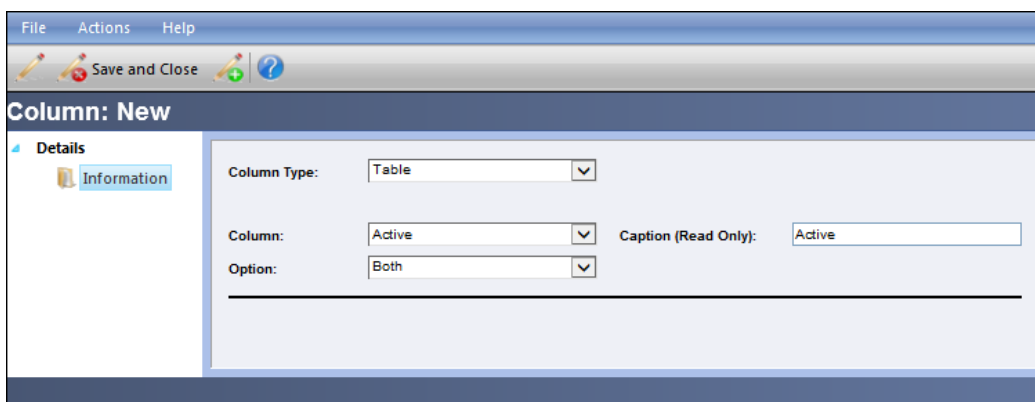 File Actions Help
Save and Close
Column: New
Details
Information
Column Type: Table
Column: Active Caption (Read Only): Active
Option: Both